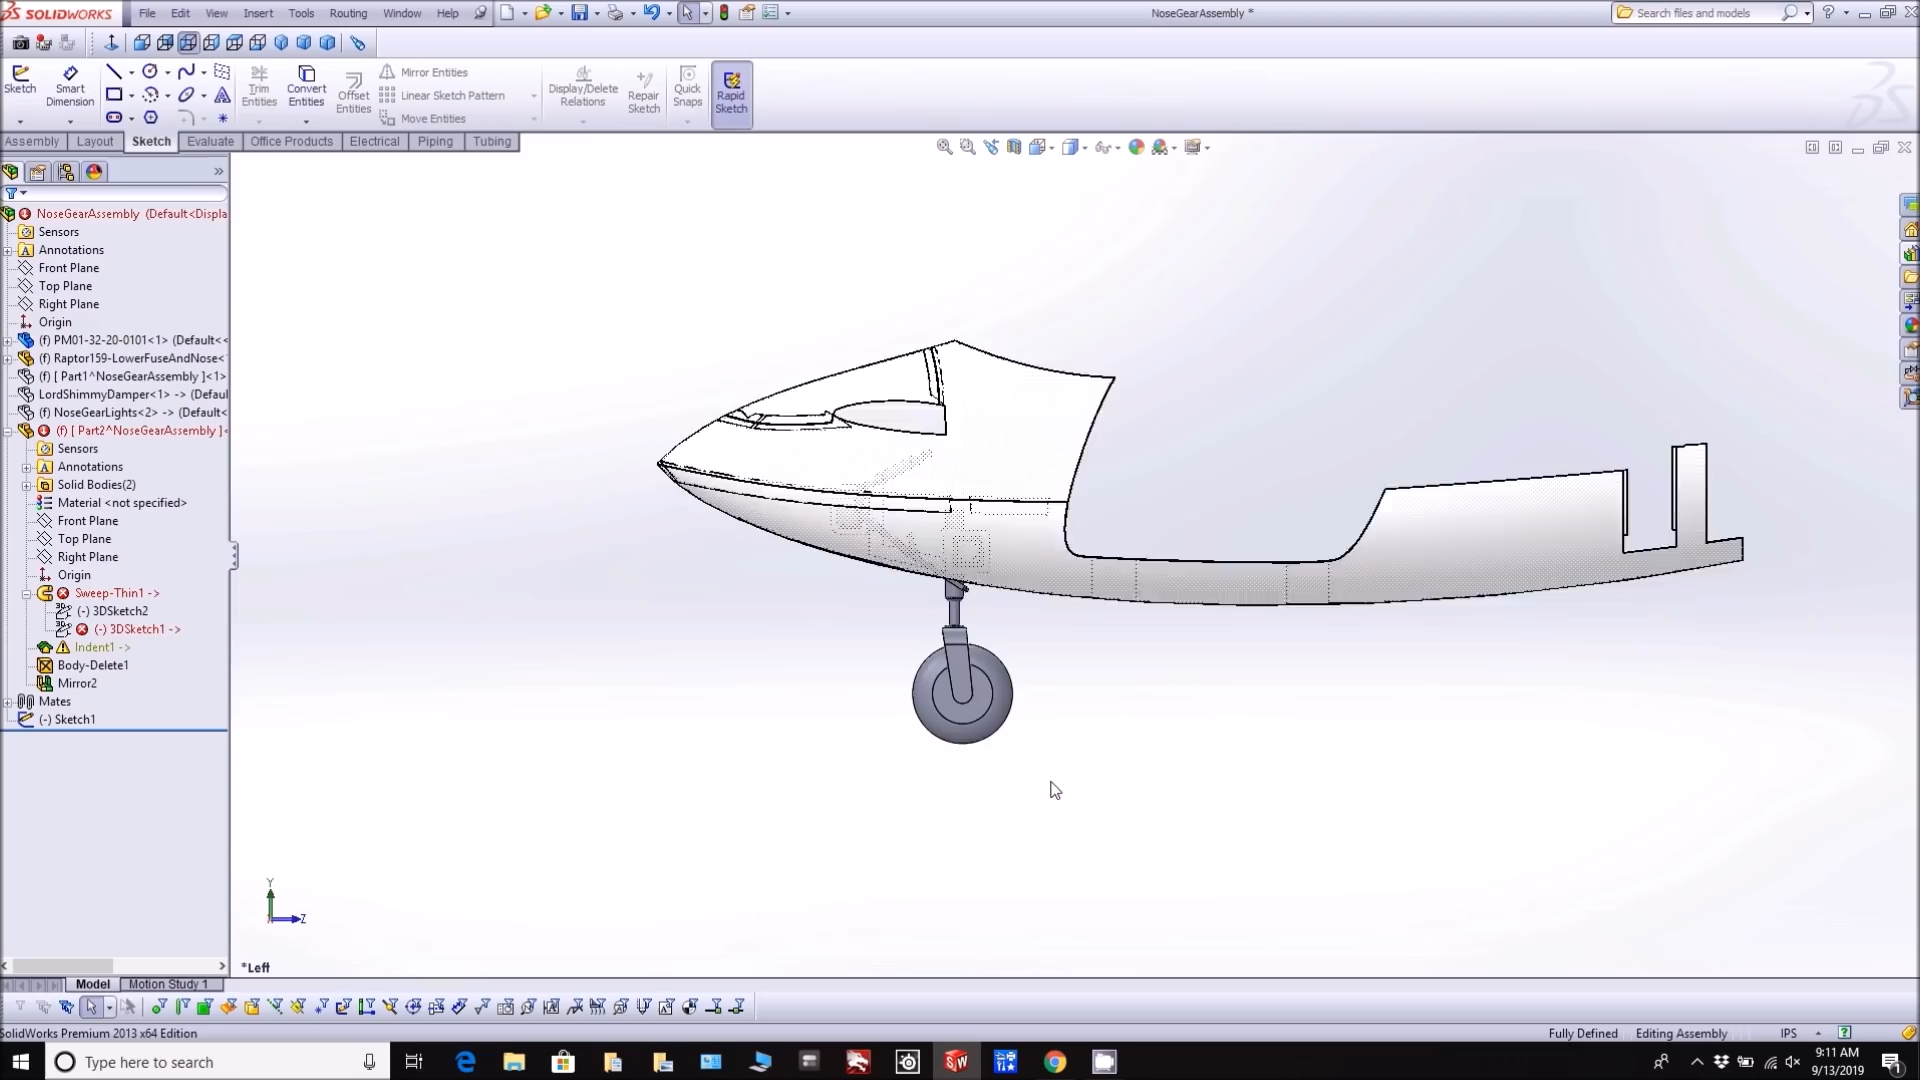 SOLIDWORKS File Edit View Insert Tools Routing Window Help NoseGearAssembly * Search files and models
Sketch Smart Dimension Trim Entities Convert Entities Offset Entities Mirror Entities Linear Sketch Pattern Move Entities Display/Delete Relations Repair Sketch Quick Snaps Rapid Sketch
Assembly Layout Sketch Evaluate Office Products Electrical Piping Tubing
NoseGearAssembly (Default<Displa
Sensors
Annotations
Front Plane
Top Plane
Right Plane
Origin
(f) PM01-32-20-0101<1> (Default<<
(f) Raptor159-LowerFuseAndNose<
(f) [ Part1^NoseGearAssembly ]<1>
LordShimmyDamper<1> -> (Defaul
(f) NoseGearLights<2> -> (Default<
(f) [ Part2^NoseGearAssembly ]<
Sensors
Annotations
Solid Bodies(2)
Material <not specified>
Front Plane
Top Plane
Right Plane
Origin
Sweep-Thin1 ->
(-) 3DSketch2
(-) 3DSketch1 ->
Indent1 ->
Body-Delete1
Mirror2
Mates
(-) Sketch1
Y
Z
*Left
Model Motion Study 1
SolidWorks Premium 2013 x64 Edition Fully Defined Editing Assembly IPS
Type here to search
9:11 AM
9/13/2019